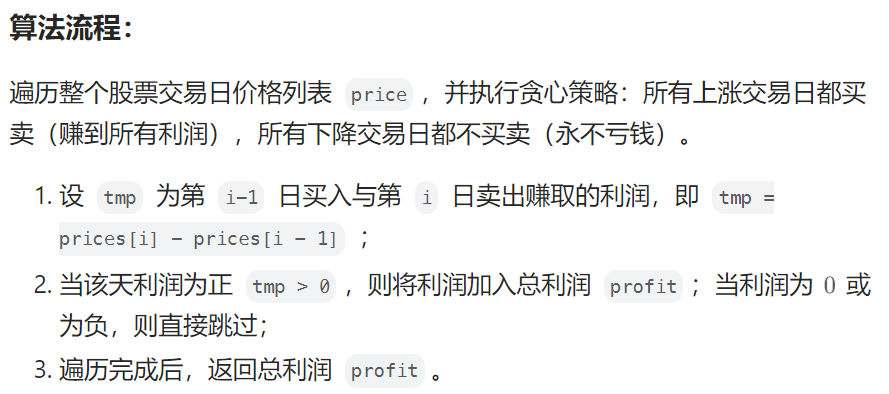 算法流程：
遍历整个股票交易日价格列表 price ，并执行贪心策略：所有上涨交易日都买
卖（赚到所有利润），所有下降交易日都不买卖（永不亏钱）。
1. 设 tmp 为第 i-1 日买入与第 i 日卖出赚取的利润，即 tmp =
prices[i] - prices[i - 1] ；
2. 当该天利润为正 tmp > 0 ，则将利润加入总利润 profit ；当利润为 0 或
为负，则直接跳过；
3. 遍历完成后，返回总利润 profit 。